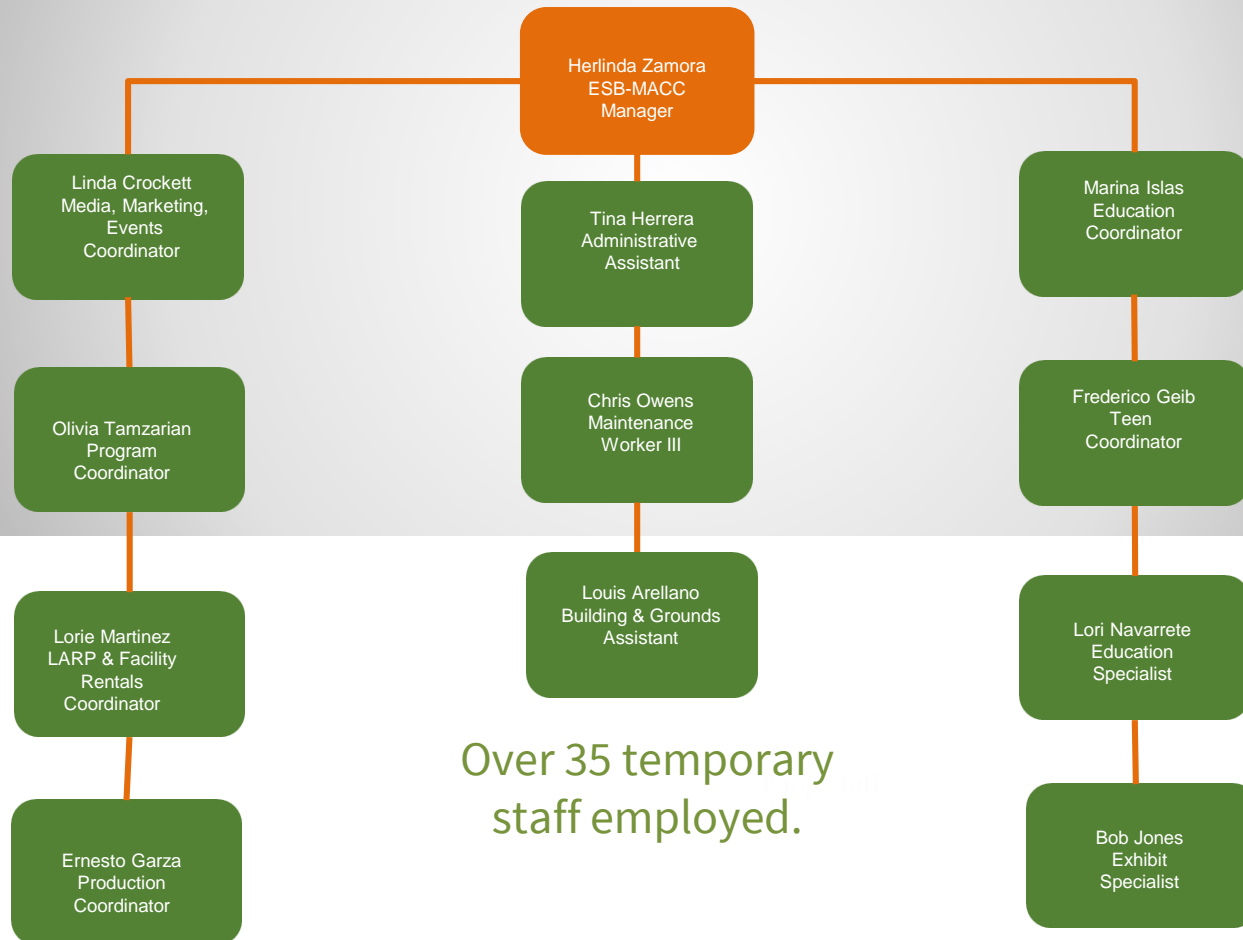 Herlinda Zamora
ESB-MACC
Manager
Linda Crockett
Media, Marketing,
Events
Coordinator
Tina Herrera
Administrative
Assistant
Marina Islas
Education
Coordinator
Olivia Tamzarian
Program
Coordinator
Chris Owens
Maintenance
Worker III
Frederico Geib
Teen
Coordinator
Lorie Martinez
LARP & Facility
Rentals
Coordinator
Louis Arellano
Building & Grounds
Assistant
Lori Navarrete
Education
Specialist
Over 35 temporary
staff employed.
Ernesto Garza
Production
Coordinator
Bob Jones
Exhibit
Specialist